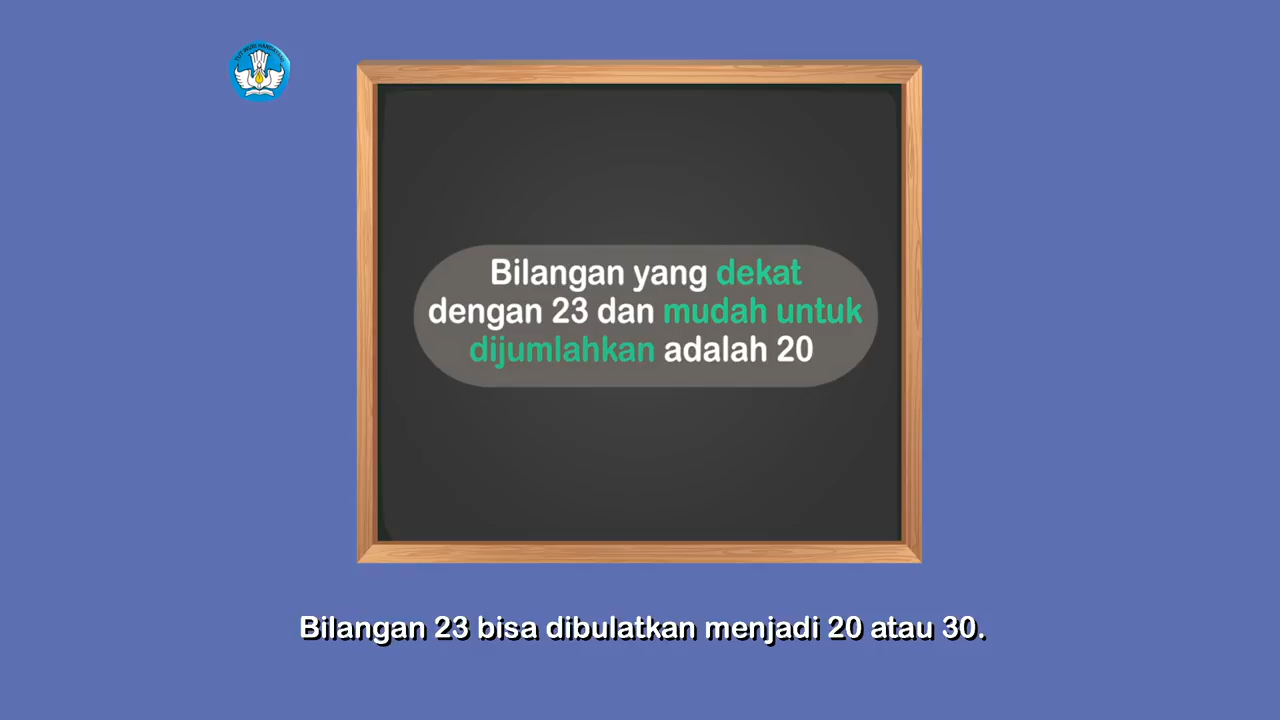 Bilangan yang dekat
dengan 23 dan mudah untuk
dijumlahkan adalah 20
Bilangan 23 bisa dibulatkan menjadi 20 atau 30.